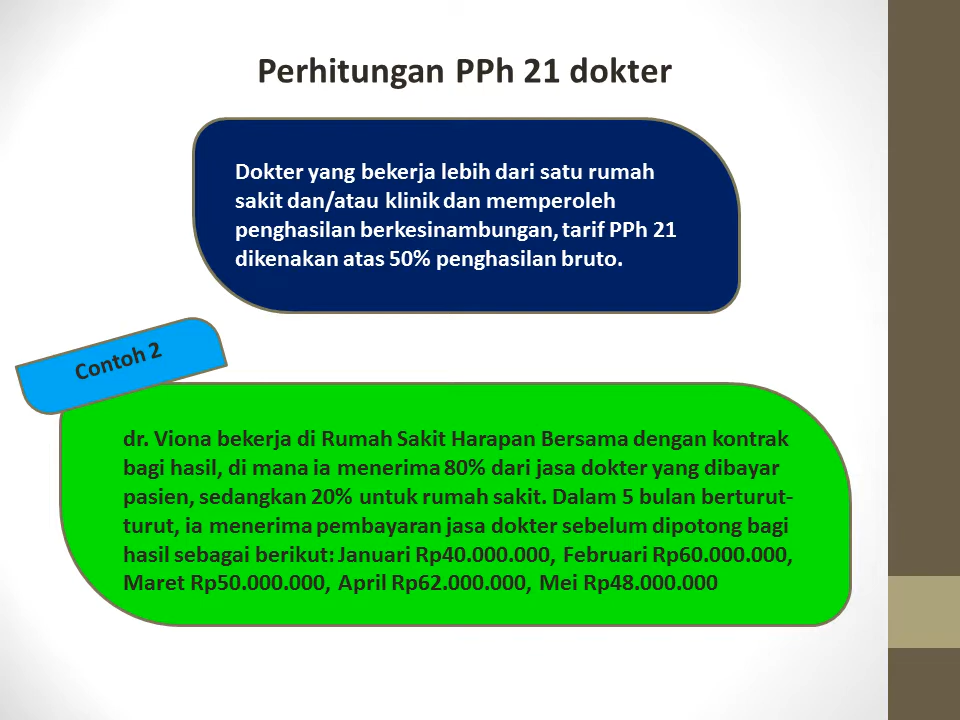 Perhitungan PPh 21 dokter
Dokter yang bekerja lebih dari satu rumah
sakit dan/atau klinik dan memperoleh
penghasilan berkesinambungan, tarif PPh 21
dikenakan atas 50% penghasilan bruto.
Contoh 2
dr. Viona bekerja di Rumah Sakit Harapan Bersama dengan kontrak
bagi hasil, di mana ia menerima 80% dari jasa dokter yang dibayar
pasien, sedangkan 20% untuk rumah sakit. Dalam 5 bulan berturut-
turut, ia menerima pembayaran jasa dokter sebelum dipotong bagi
hasil sebagai berikut: Januari Rp40.000.000, Februari Rp60.000.000,
Maret Rp50.000.000, April Rp62.000.000, Mei Rp48.000.000